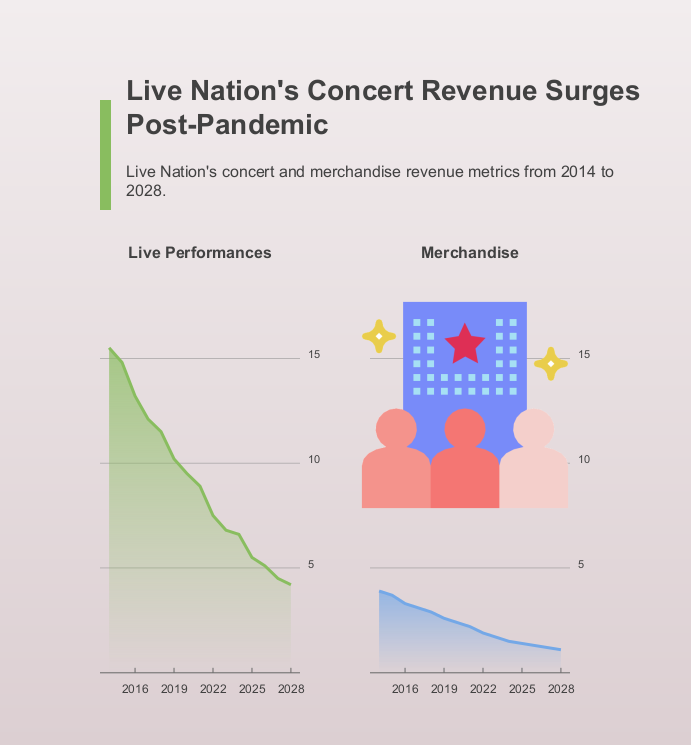 Live Nation's Concert Revenue Surges
Post-Pandemic
Live Nation's concert and merchandise revenue metrics from 2014 to
2028.
Live Performances
15
10
5
2016 2019 2022 2025 2028
Merchandise
15
10
5
2016 2019 2022 2025 2028